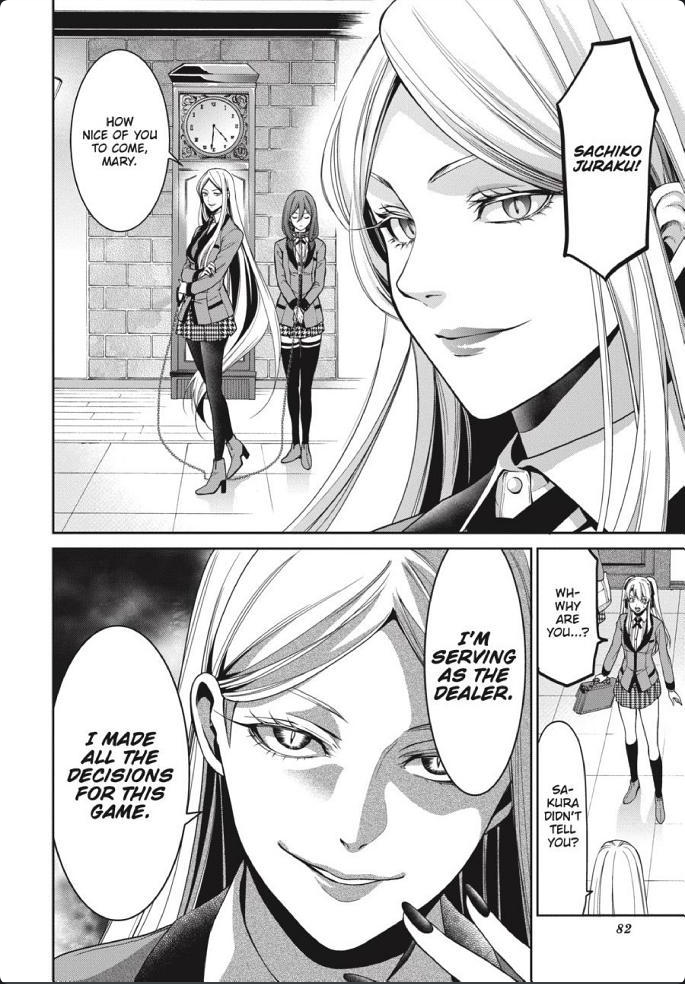 SACHIKO
JURAKU!
HOW
NICE OF YOU
TO COME,
MARY.
WH-
WHY
ARE
YOU...?
SA-
KURA
DIDN'T
TELL
YOU?
I'M
SERVING
AS THE
DEALER.
I MADE
ALL THE
DECISIONS
FOR THIS
GAME.
82